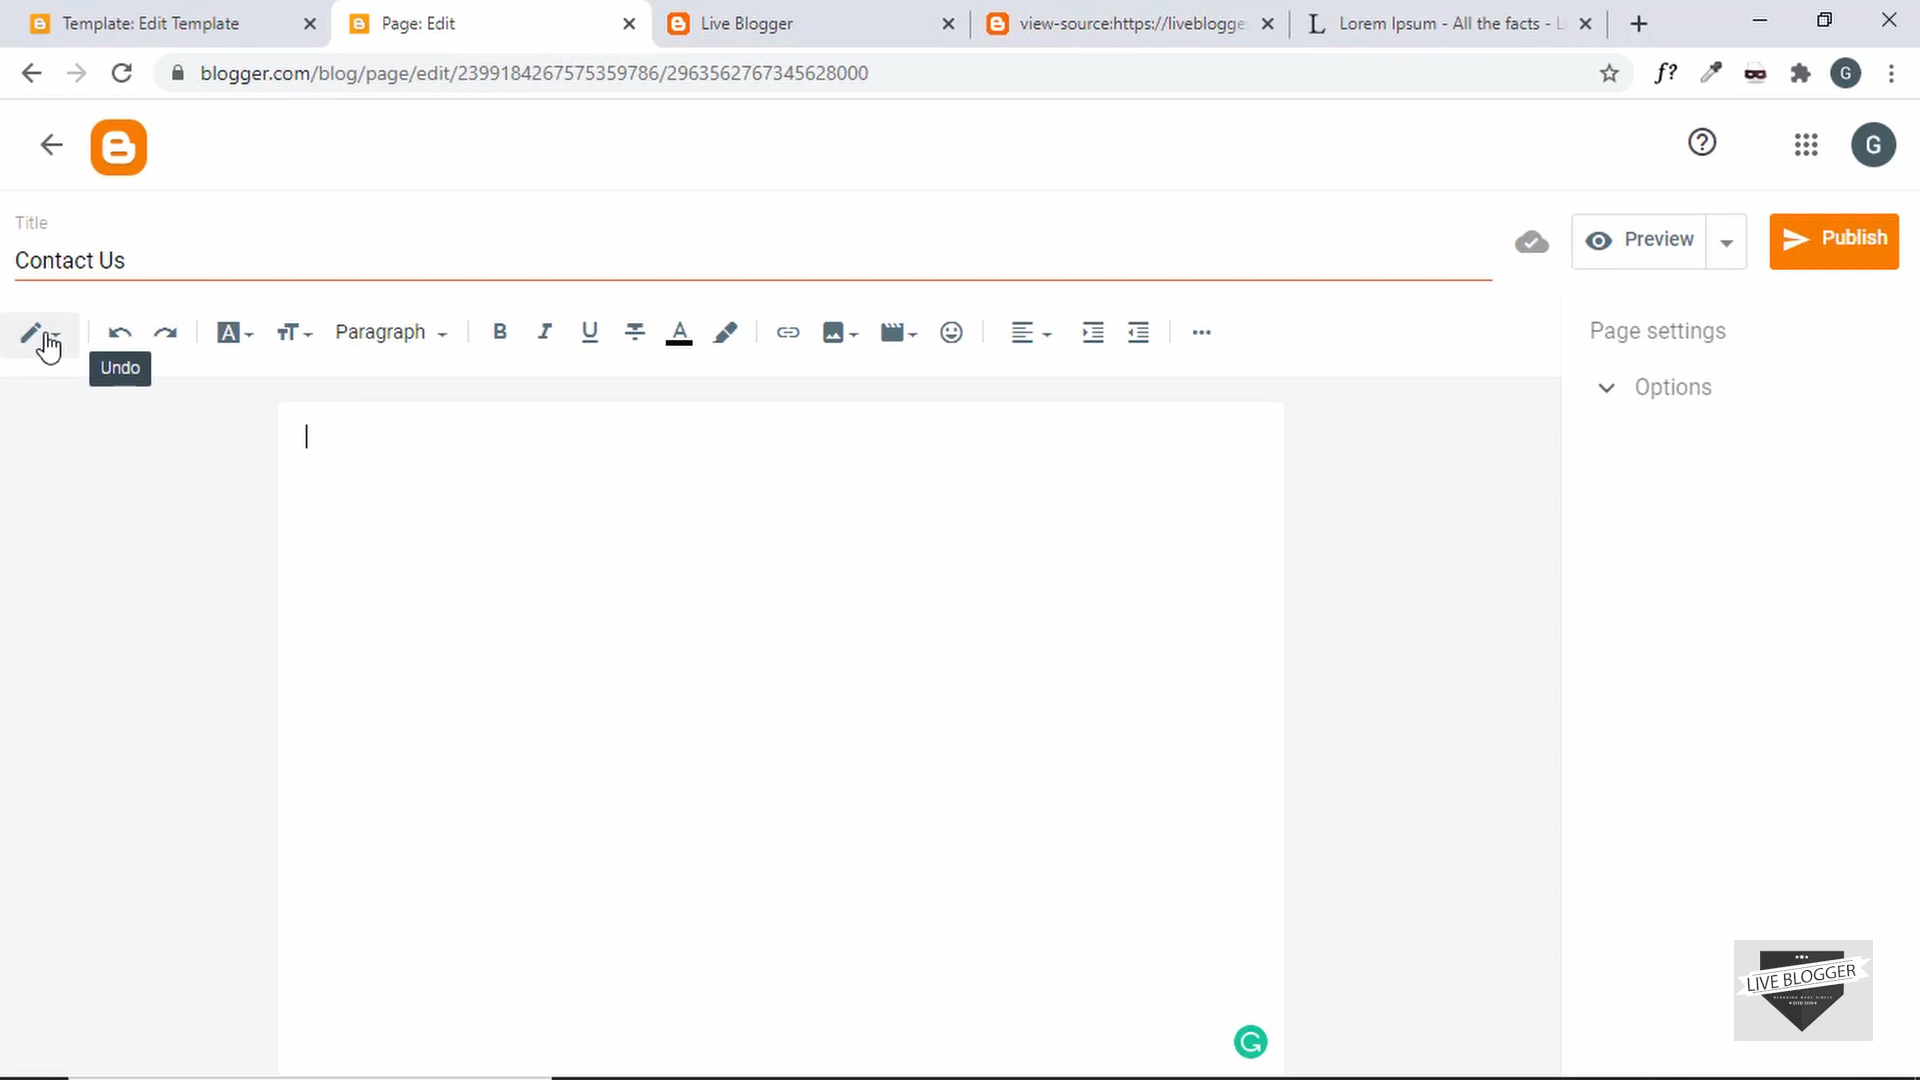 Template: Edit Template
Page: Edit
Live Blogger
view-source:https://liveblogge
Lorem Ipsum - All the facts - Li
blogger.com/blog/page/edit/2399184267575359786/2963562767345628000
f?
G
G
Title
Contact Us
Preview
Publish
Paragraph
Undo
Page settings
Options
LIVE BLOGGER